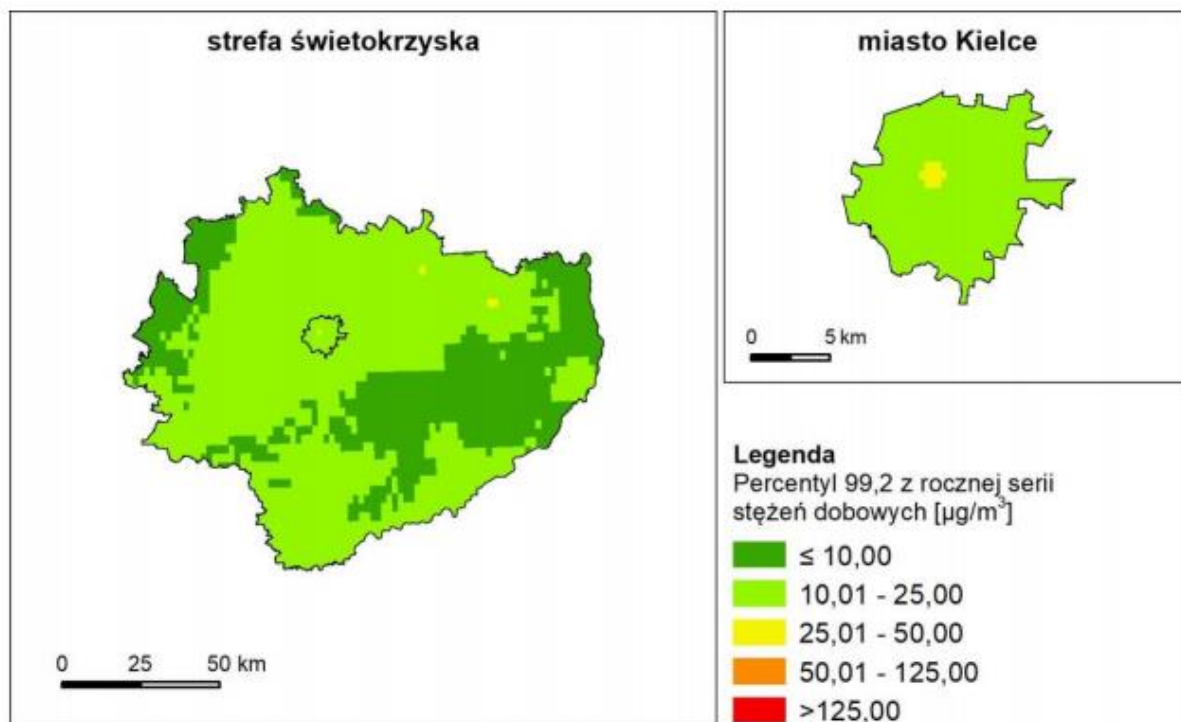 strefa świetokrzyska
0 25 50 km
miasto Kielce
0 5 km
Legenda
Percentyl 99,2 z rocznej serii
stężeń dobowych [µg/m³]
≤ 10,00
10,01 - 25,00
25,01 - 50,00
50,01 - 125,00
>125,00